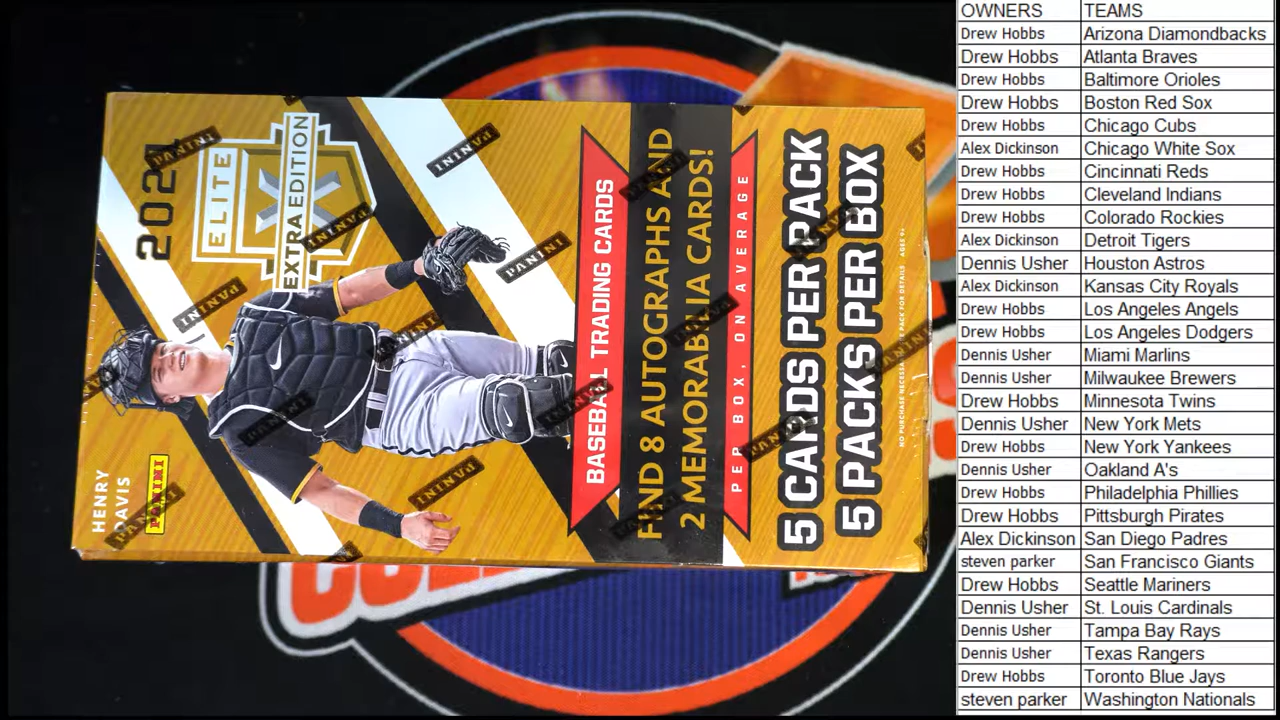 2021
ELITE
EXTRA EDITION
HENRY
DAVIS
PANINI
BASEBALL TRADING CARDS
FIND 8 AUTOGRAPHS AND
2 MEMORABILIA CARDS!
PER BOX, ON AVERAGE
5 CARDS PER PACK
5 PACKS PER BOX
OWNERS TEAMS
Drew Hobbs Arizona Diamondbacks
Drew Hobbs Atlanta Braves
Drew Hobbs Baltimore Orioles
Drew Hobbs Boston Red Sox
Drew Hobbs Chicago Cubs
Alex Dickinson Chicago White Sox
Drew Hobbs Cincinnati Reds
Drew Hobbs Cleveland Indians
Drew Hobbs Colorado Rockies
Alex Dickinson Detroit Tigers
Dennis Usher Houston Astros
Alex Dickinson Kansas City Royals
Drew Hobbs Los Angeles Angels
Drew Hobbs Los Angeles Dodgers
Dennis Usher Miami Marlins
Dennis Usher Milwaukee Brewers
Drew Hobbs Minnesota Twins
Dennis Usher New York Mets
Drew Hobbs New York Yankees
Dennis Usher Oakland A's
Drew Hobbs Philadelphia Phillies
Drew Hobbs Pittsburgh Pirates
Alex Dickinson San Diego Padres
steven parker San Francisco Giants
Drew Hobbs Seattle Mariners
Dennis Usher St. Louis Cardinals
Dennis Usher Tampa Bay Rays
Dennis Usher Texas Rangers
Drew Hobbs Toronto Blue Jays
steven parker Washington Nationals